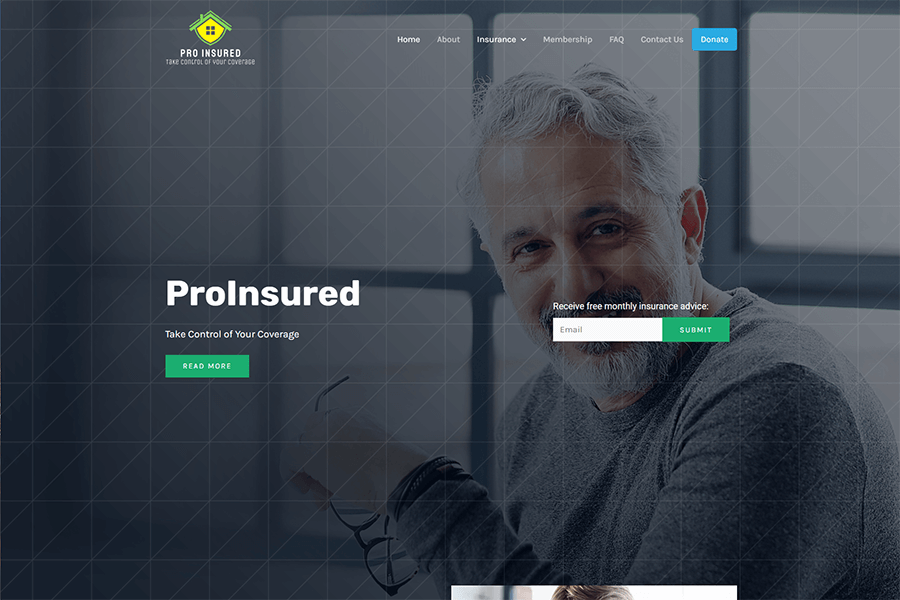 PRO INSURED
Take Control of Your Coverage
Home About Insurance Membership FAQ Contact Us Donate
ProInsured
Take Control of Your Coverage
READ MORE
Receive free monthly insurance advice:
Email SUBMIT